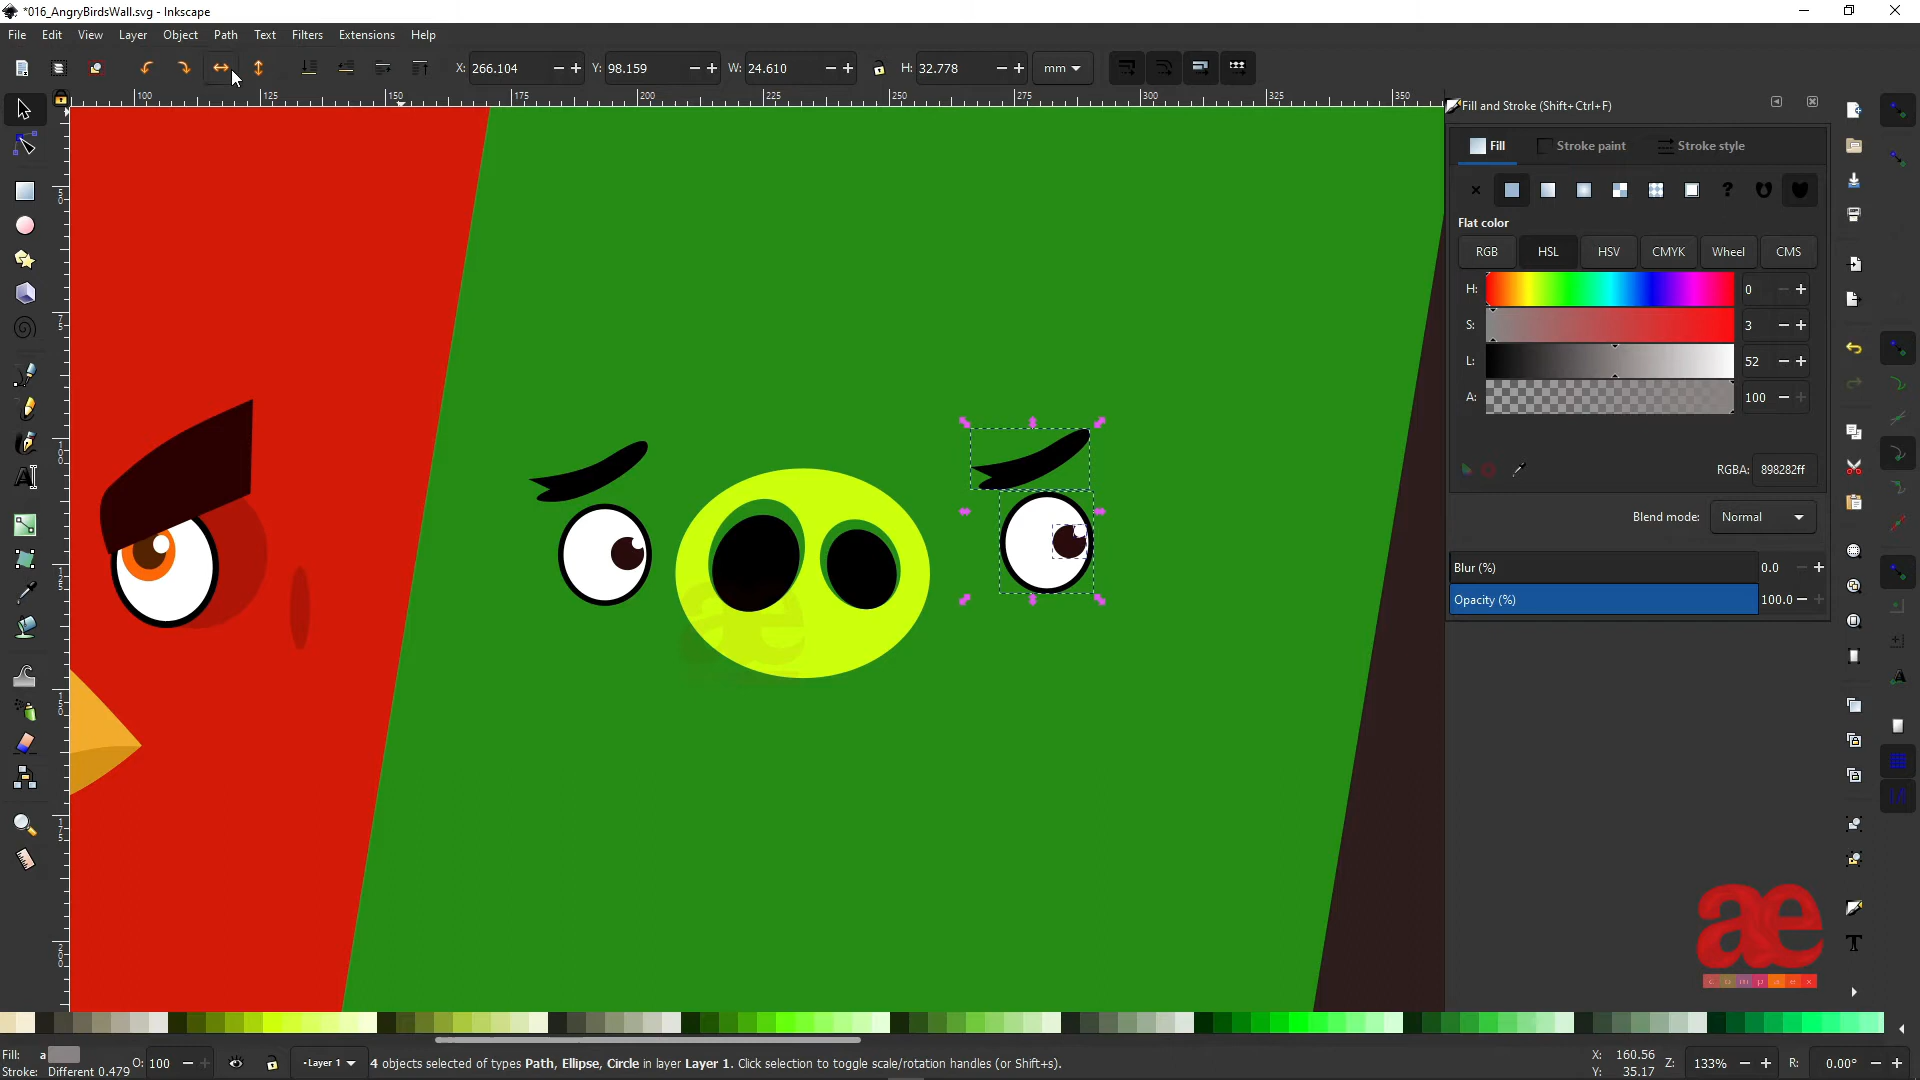 *016_AngryBirdsWall.svg - Inkscape
File Edit View Layer Object Path Text Filters Extensions Help
X: 266.104 Y: 98.159 W: 24.610 H: 32.778 mm
100 125 150 175 200 225 250 275 300 325 350
Fill and Stroke (Shift+Ctrl+F)
Fill Stroke paint Stroke style
Flat color
RGB HSL HSV CMYK Wheel CMS
H: 0
S: 3
L: 52
A: 100
RGBA: 898282ff
Blend mode: Normal
Blur (%) 0.0
Opacity (%) 100.0
ae
æ
Fill: a O: 100 Layer 1 4 objects selected of types Path, Ellipse, Circle in layer Layer 1. Click selection to toggle scale/rotation handles (or Shift+s). X: 160.56 Z: 133% R: 0.00°
Stroke: Different 0.479 Y: 35.17